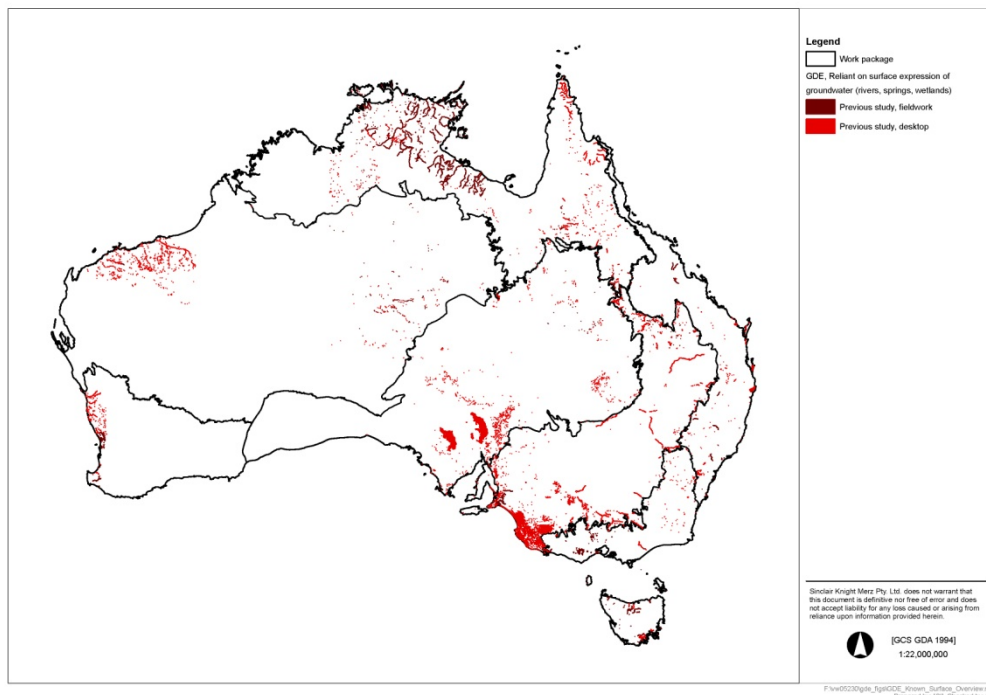 Legend
Work package
GDE, Reliant on surface expression of
groundwater (rivers, springs, wetlands)
Previous study, fieldwork
Previous study, desktop
Sinclair Knight Merz Pty. Ltd. does not warrant that
this document is definitive nor free of error and does
not accept liability for any loss caused or arising from
reliance upon information provided herein.
[GCS GDA 1994]
1:22,000,000